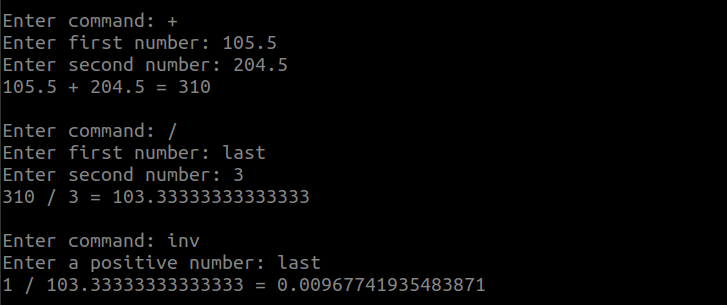 Enter command: +
Enter first number: 105.5
Enter second number: 204.5
105.5 + 204.5 = 310
Enter command: /
Enter first number: last
Enter second number: 3
310 / 3 = 103.33333333333333
Enter command: inv
Enter a positive number: last
1 / 103.33333333333333 = 0.00967741935483871